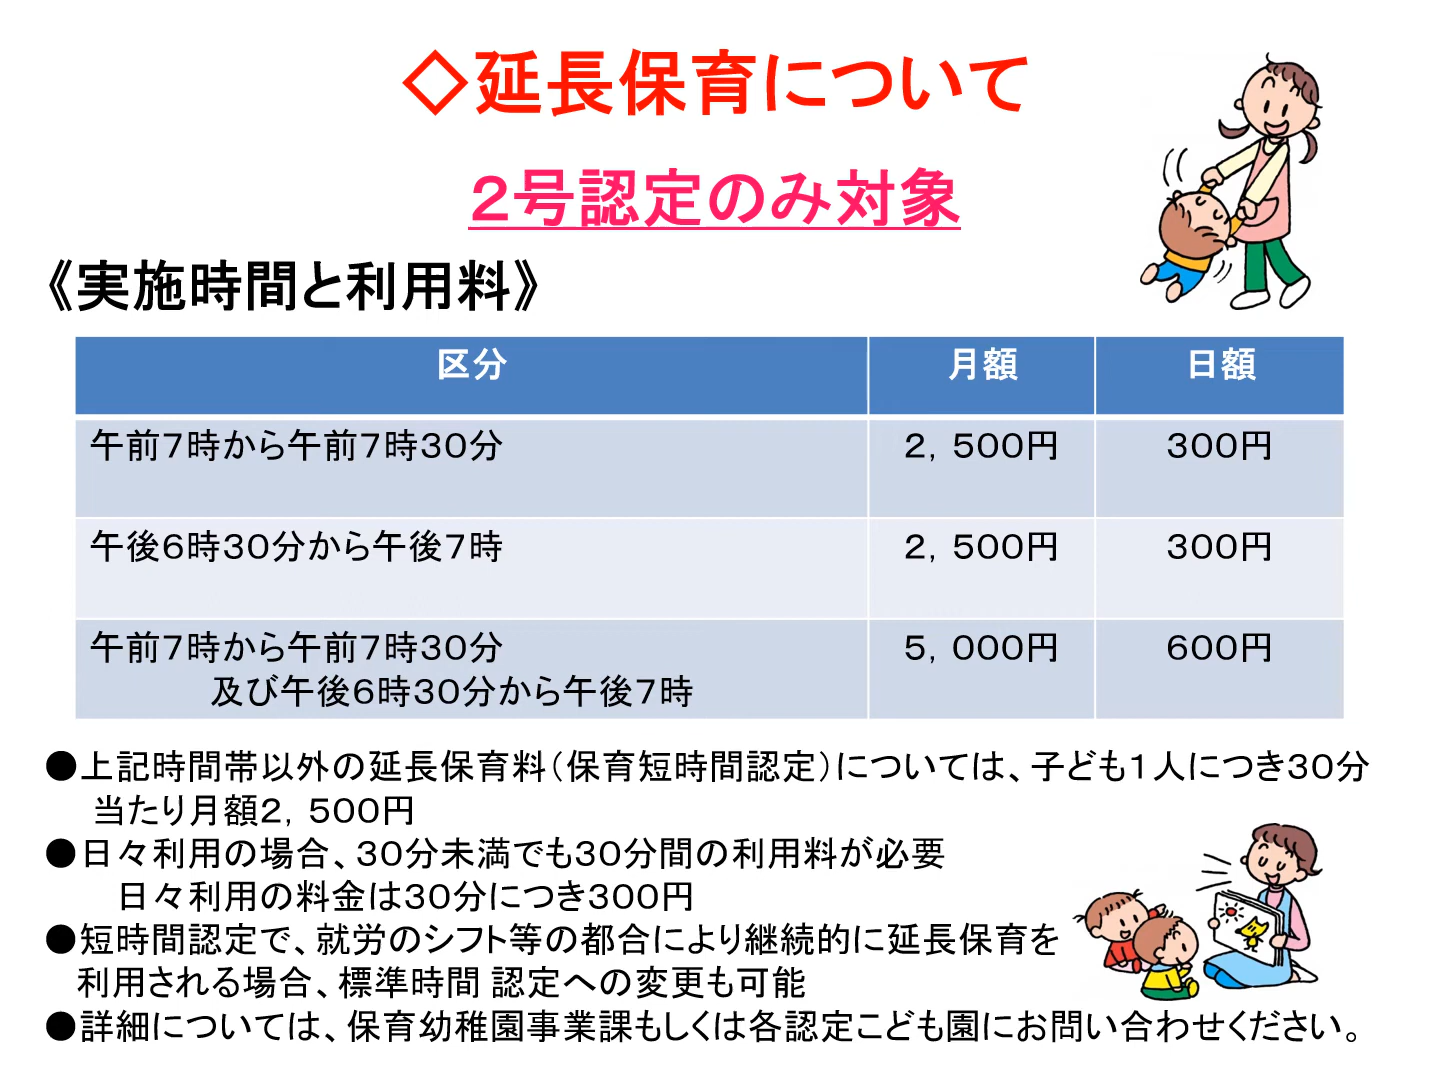 ◇延長保育について
2号認定のみ対象
《実施時間と利用料》
区分 月額 日額
午前7時から午前7時30分 2，500円 300円
午後6時30分から午後7時 2，500円 300円
午前7時から午前7時30分 5，000円 600円
及び午後6時30分から午後7時
●上記時間帯以外の延長保育料（保育短時間認定）については、子ども1人につき30分
当たり月額2，500円
●日々利用の場合、30分未満でも30分間の利用料が必要
日々利用の料金は30分につき300円
●短時間認定で、就労のシフト等の都合により継続的に延長保育を
利用される場合、標準時間 認定への変更も可能
●詳細については、保育幼稚園事業課もしくは各認定こども園にお問い合わせください。